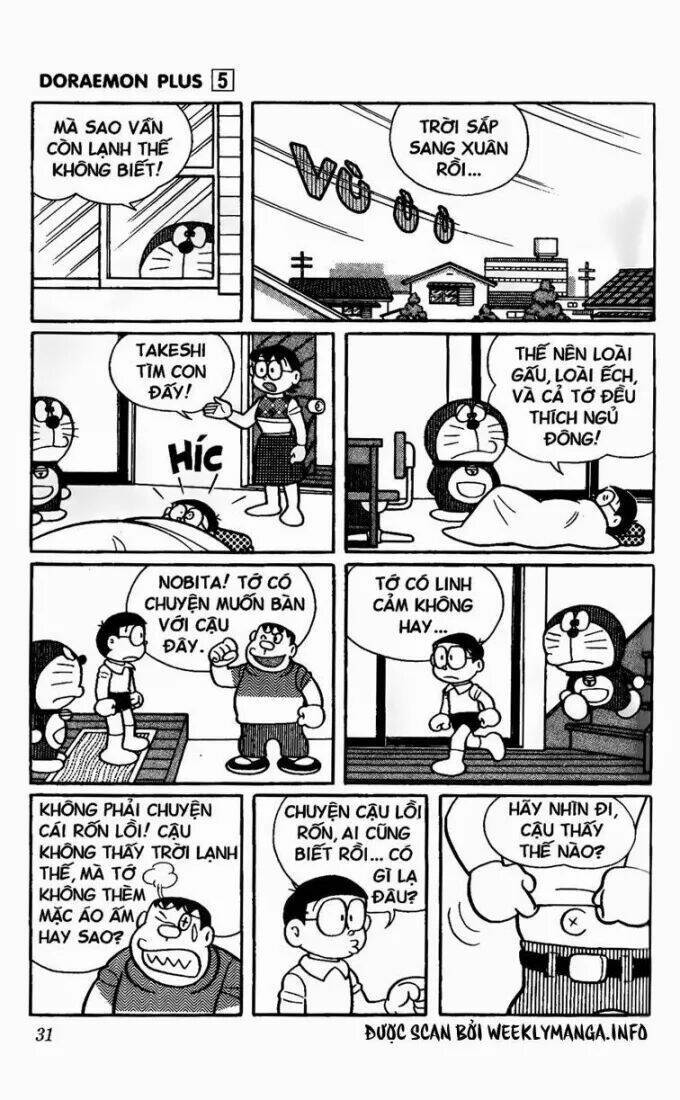 DORAEMON PLUS 5
TRỜI SẮP
SANG XUÂN
RỒI...
VÙ Ù Ù
MÀ SAO VẪN
CÒN LẠNH THẾ
KHÔNG BIẾT!
THẾ NÊN LOÀI
GẤU, LOÀI ẾCH,
VÀ CẢ TỚ ĐỀU
THÍCH NGỦ
ĐÔNG!
TAKESHI
TÌM CON
ĐẤY!
HÍC
TỚ CÓ LINH
CẢM KHÔNG
HAY...
NOBITA! TỚ CÓ
CHUYỆN MUỐN BÀN
VỚI CẬU
ĐÂY.
HÃY NHÌN ĐI,
CẬU THẤY
THẾ NÀO?
CHUYỆN CẬU LỒI
RỐN, AI CŨNG
BIẾT RỒI... CÓ
GÌ LẠ
ĐÂU?
KHÔNG PHẢI CHUYỆN
CÁI RỐN LỒI! CẬU
KHÔNG THẤY TRỜI LẠNH
THẾ, MÀ TỚ
KHÔNG THÈM
MẶC ÁO ẤM
HAY SAO?
31
ĐƯỢC SCAN BỞI WEEKLYMANGA.INFO